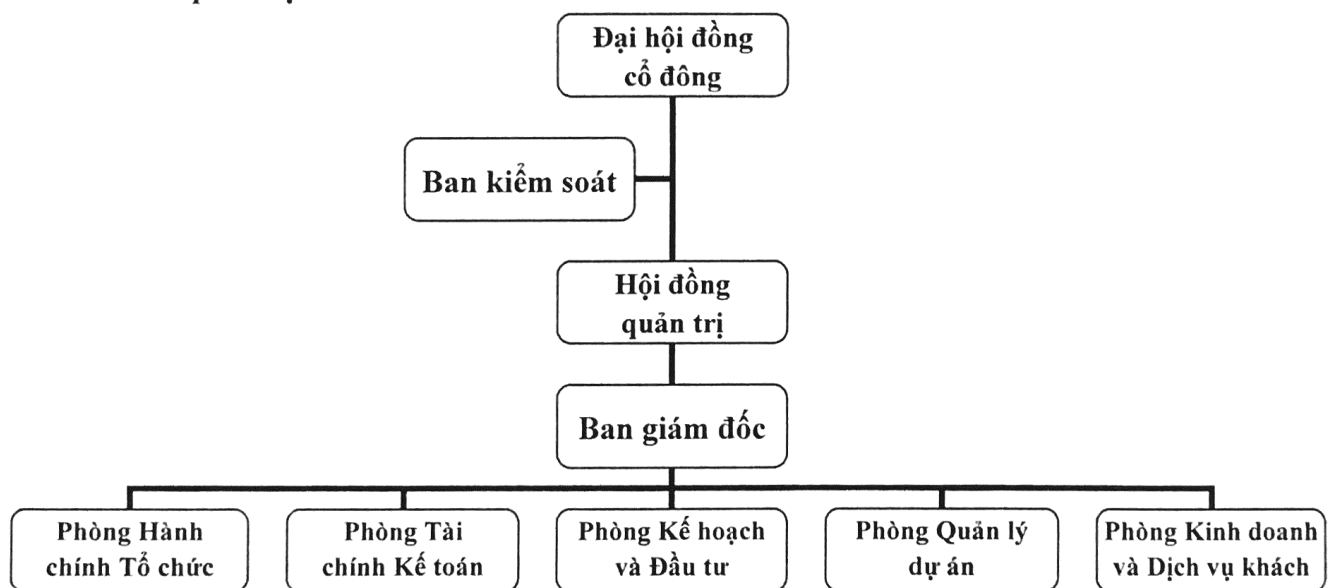 Đại hội đồng
cổ đông
Ban kiểm soát
Hội đồng
quản trị
Ban giám đốc
Phòng Hành
chính Tổ chức
Phòng Tài
chính Kế toán
Phòng Kế hoạch
và Đầu tư
Phòng Quản lý
dự án
Phòng Kinh doanh
và Dịch vụ khách